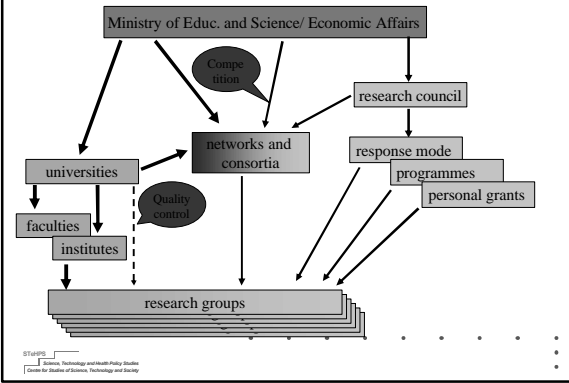 Ministry of Educ. and Science/ Economic Affairs
Compe
tition
research council
networks and
consortia
response mode
programmes
personal grants
universities
Quality
control
faculties
institutes
research groups
STeHPS
Science, Technology and Health Policy Studies
Centre for Studies of Science, Technology and Society